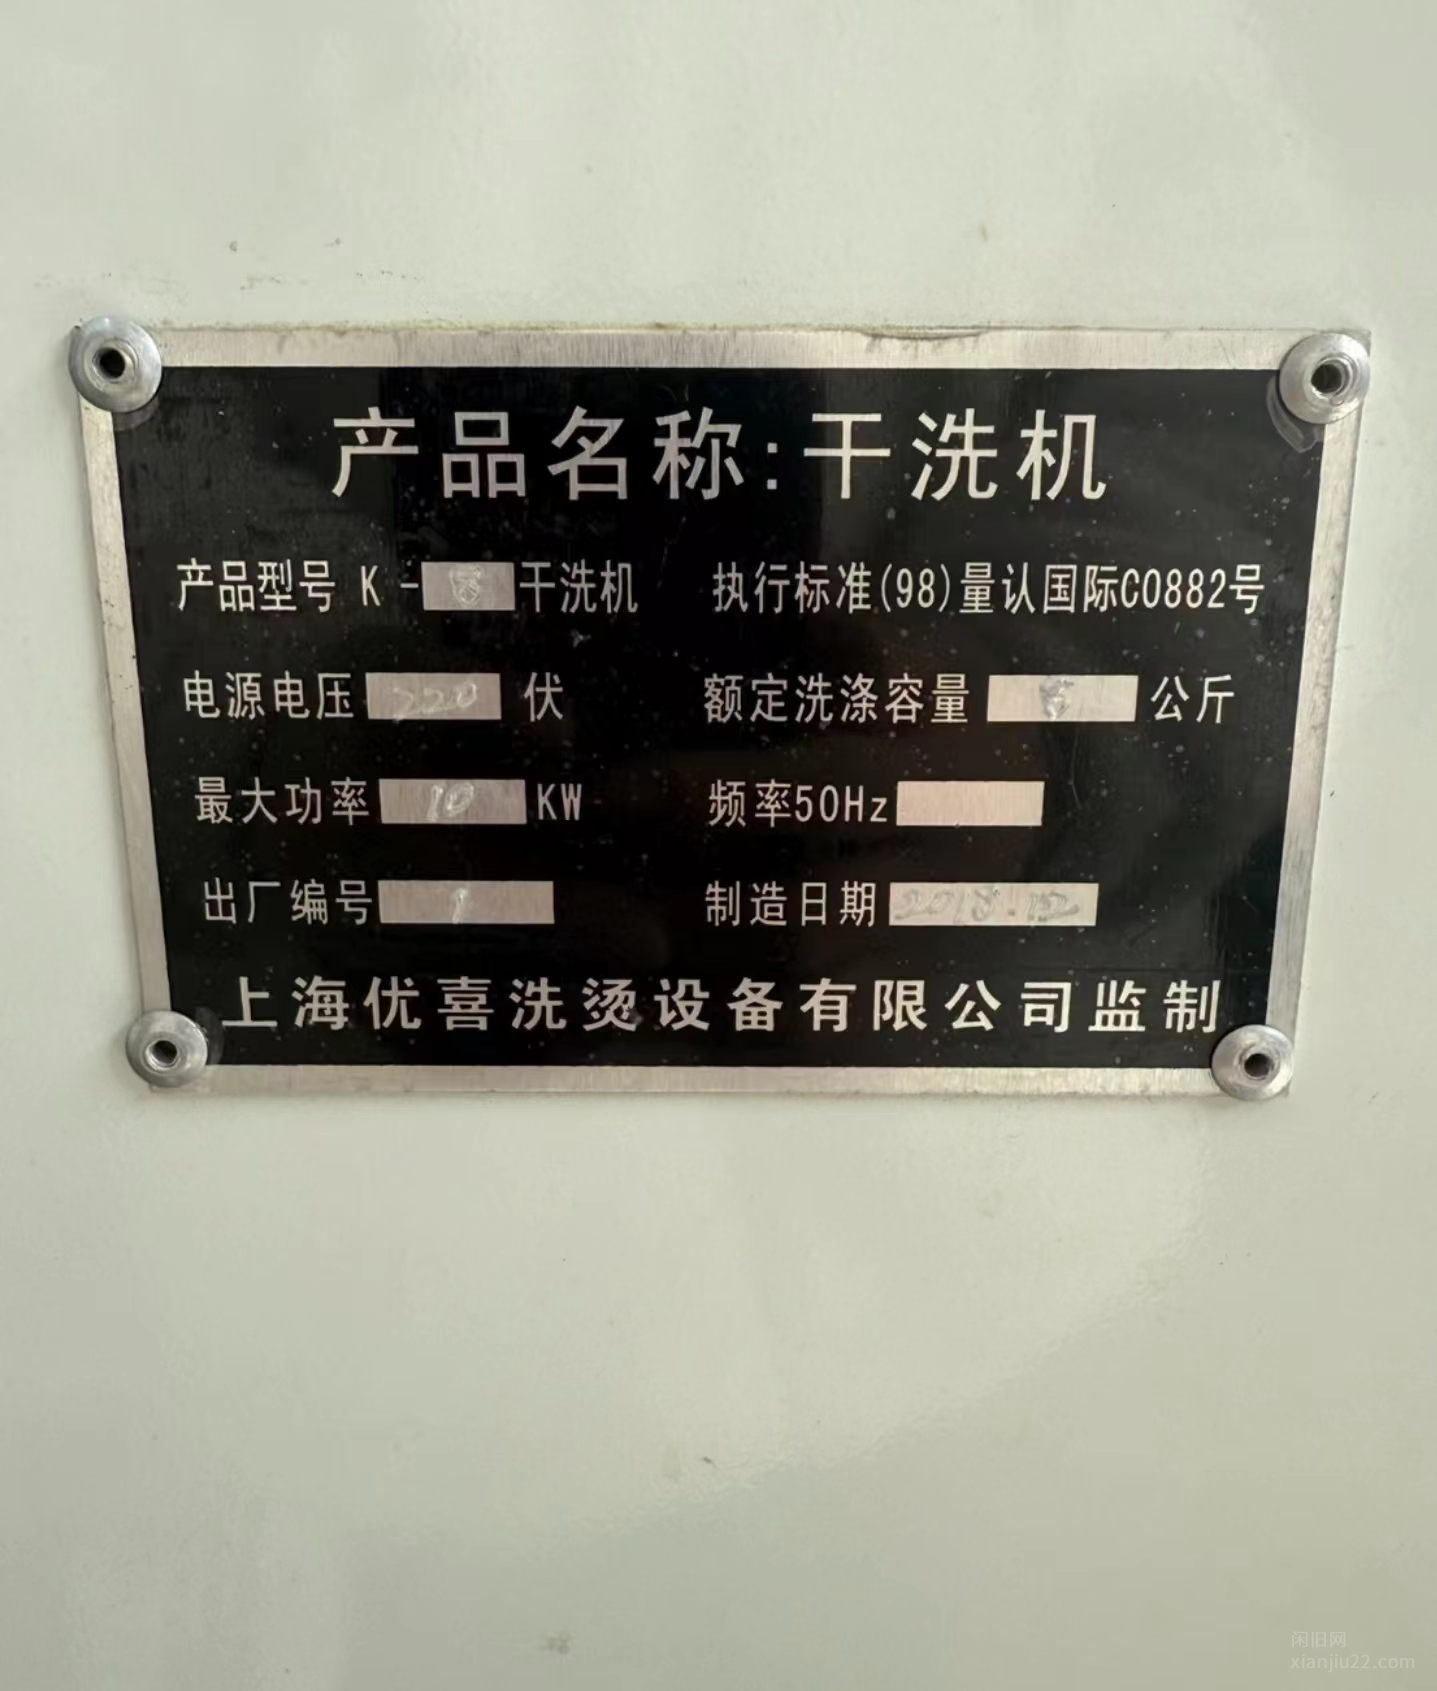 产品名称:干洗机
产品型号 K-干洗机 执行标准(98)量认国际C0882号
电源电压 220 伏 额定洗涤容量 公斤
最大功率 10 KW 频率50Hz
出厂编号 1 制造日期 2018.12
上海优喜洗烫设备有限公司监制
闲旧网
xianjiu22.com